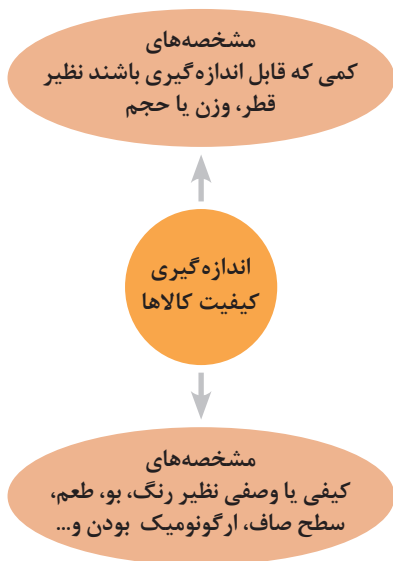 مشخصه‌های
کمی که قابل اندازه‌گیری باشند نظیر
قطر، وزن یا حجم
اندازه‌گیری
کیفیت کالاها
مشخصه‌های
کیفی یا وصفی نظیر رنگ، بو، طعم،
سطح صاف، ارگونومیک بودن و...